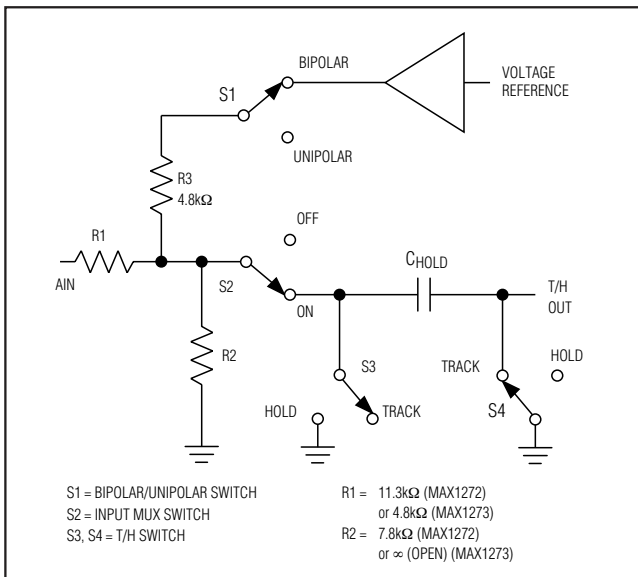 BIPOLAR
VOLTAGE
REFERENCE
S1
UNIPOLAR
R3
4.8kΩ
OFF
R1
CHOLD
AIN
S2
T/H
OUT
ON
R2
S3
TRACK
HOLD
HOLD
TRACK
S4
S1 = BIPOLAR/UNIPOLAR SWITCH
S2 = INPUT MUX SWITCH
S3, S4 = T/H SWITCH
R1 = 11.3kΩ (MAX1272)
or 4.8kΩ (MAX1273)
R2 = 7.8kΩ (MAX1272)
or ∞ (OPEN) (MAX1273)